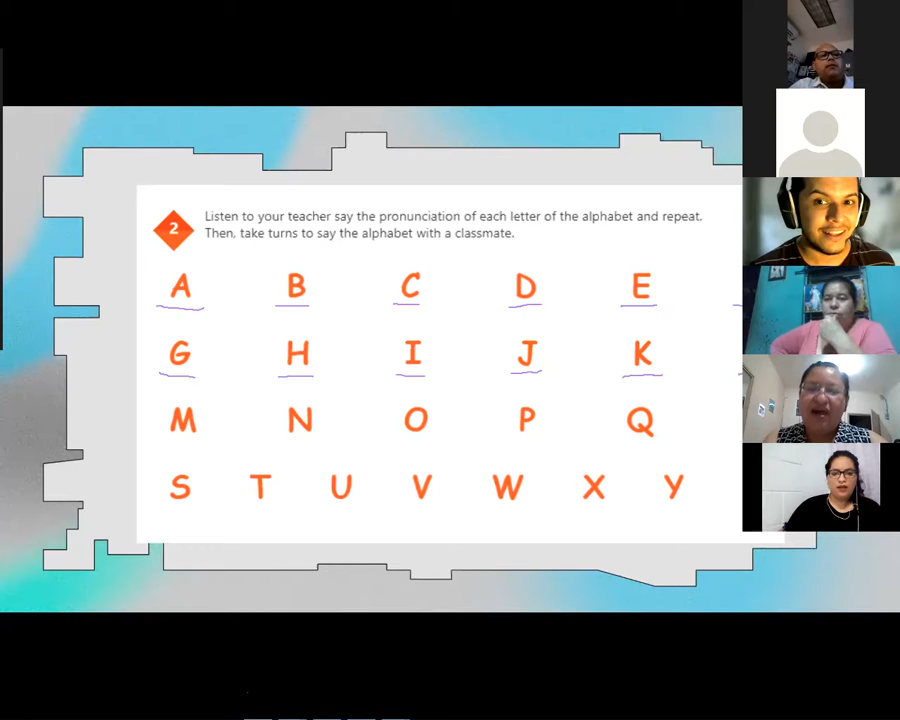 2
Listen to your teacher say the pronunciation of each letter of the alphabet and repeat.
Then, take turns to say the alphabet with a classmate.
A B C D E
G H I J K
M N O P Q
S T U V W X Y